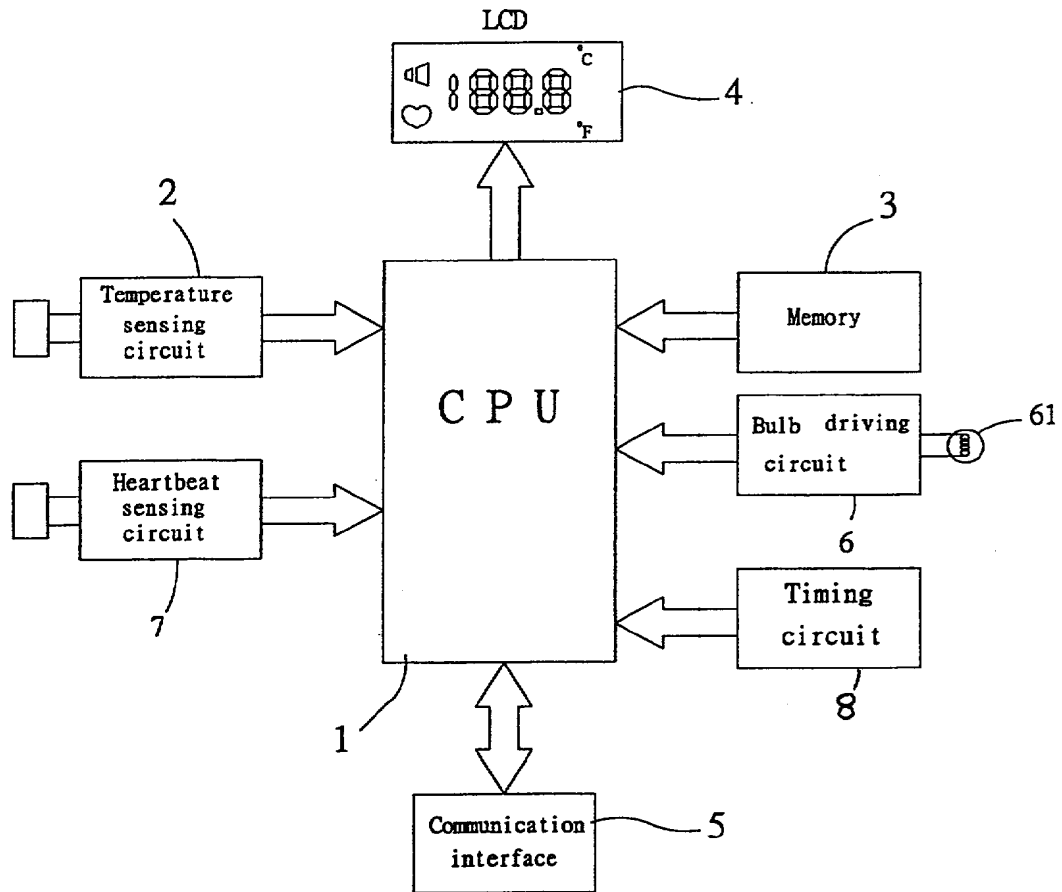 LCD
188.8
°C
°F
4
2
3
Temperature
sensing
circuit
Memory
CPU
Bulb driving
circuit
61
6
Heartbeat
sensing
circuit
7
Timing
circuit
8
1
Communication
interface
5